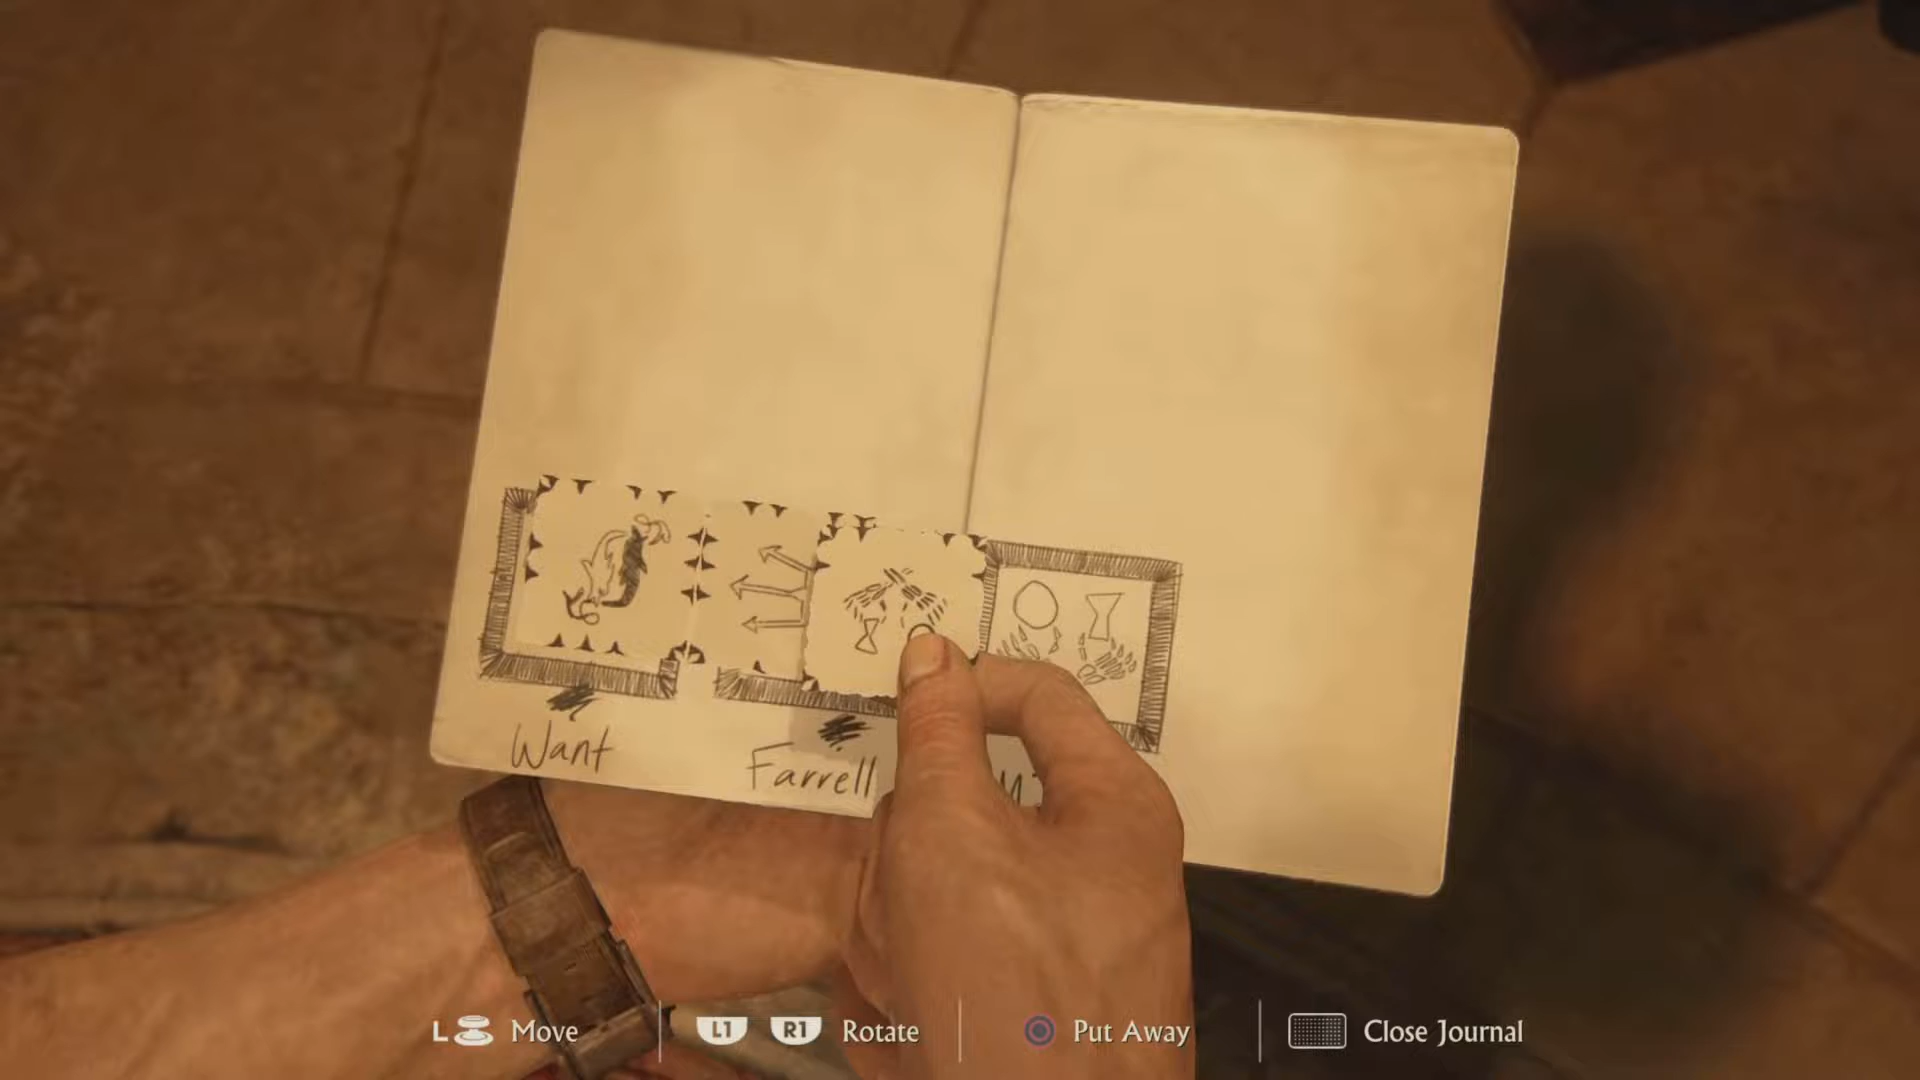 Want
Farrell
L Move
L1 R1 Rotate
Put Away
Close Journal